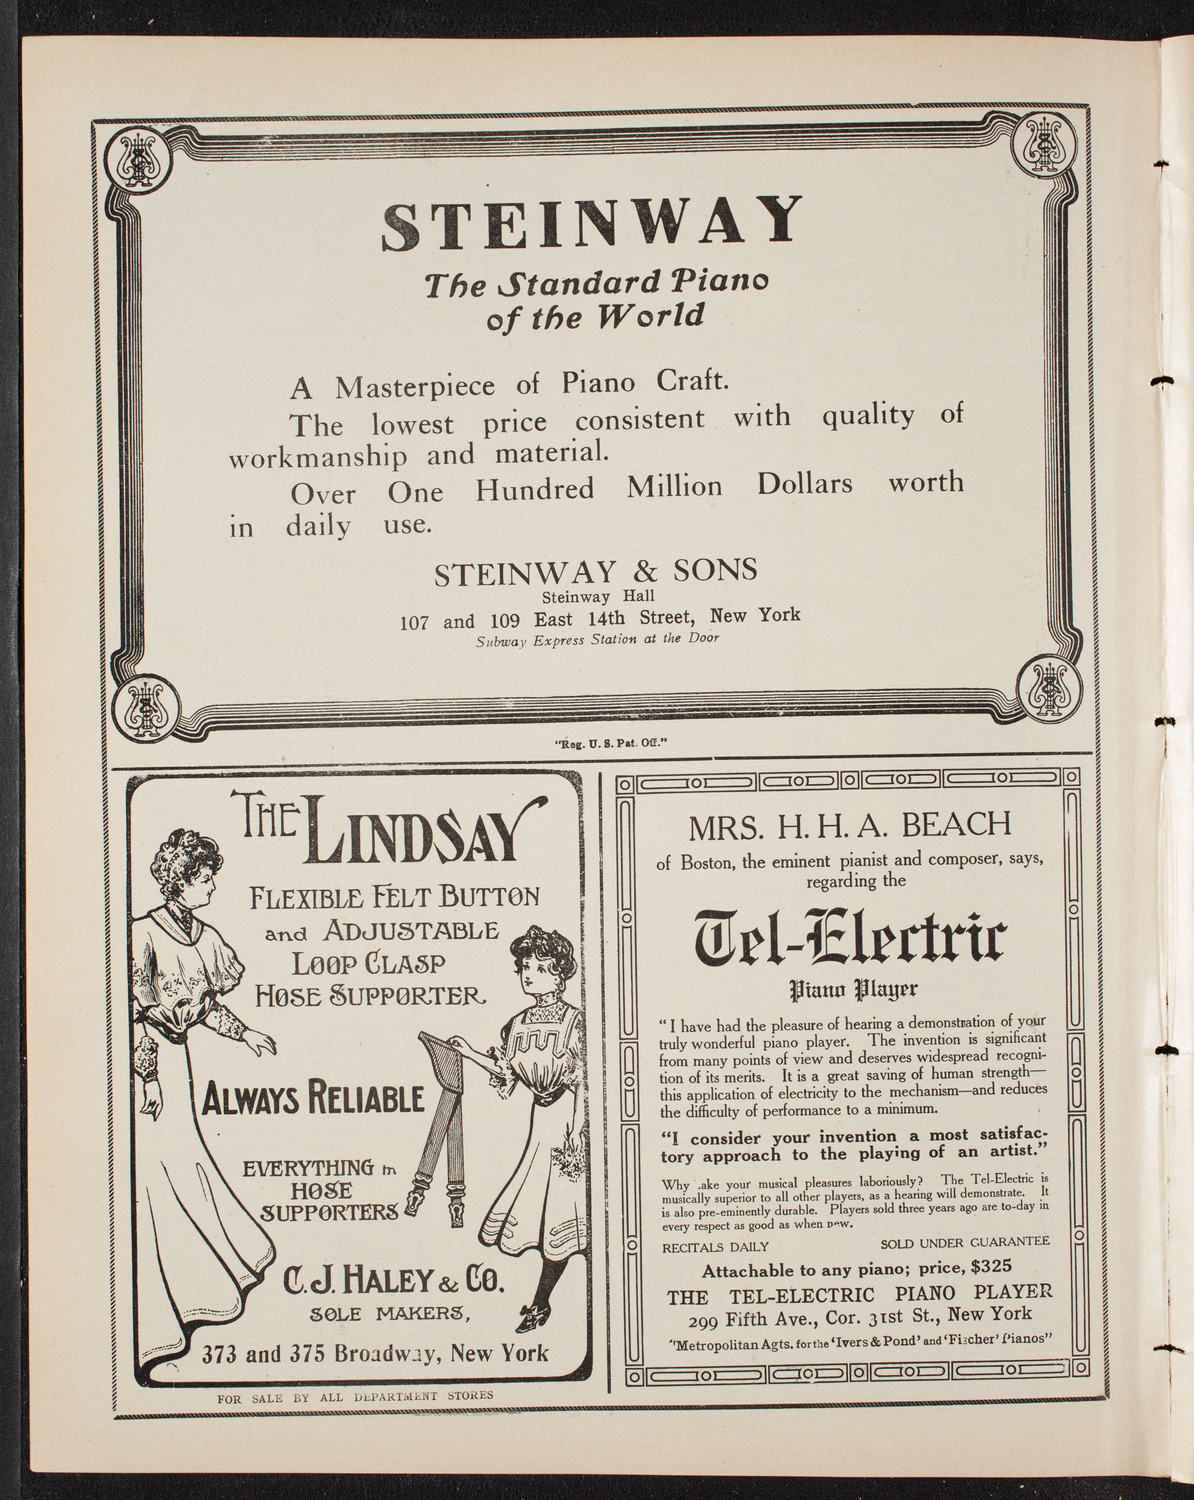 STEINWAY
The Standard Piano
of the World
A Masterpiece of Piano Craft.
The lowest price consistent with quality of
workmanship and material.
Over One Hundred Million Dollars worth
in daily use.
STEINWAY & SONS
Steinway Hall
107 and 109 East 14th Street, New York
Subway Express Station at the Door
"Reg. U. S. Pat. Off."
THE LINDSAY
FLEXIBLE FELT BUTTON
and ADJUSTABLE
LOOP CLASP
HOSE SUPPORTER
ALWAYS RELIABLE
EVERYTHING in
HOSE
SUPPORTERS
C. J. HALEY & CO.
SOLE MAKERS,
373 and 375 Broadway, New York
FOR SALE BY ALL DEPARTMENT STORES
MRS. H. H. A. BEACH
of Boston, the eminent pianist and composer, says,
regarding the
Tel-Electric
Piano Player
"I have had the pleasure of hearing a demonstration of your
truly wonderful piano player. The invention is significant
from many points of view and deserves widespread recogni-
tion of its merits. It is a great saving of human strength—
this application of electricity to the mechanism—and reduces
the difficulty of performance to a minimum.
"I consider your invention a most satisfac-
tory approach to the playing of an artist."
Why ake your musical pleasures laboriously? The Tel-Electric is
musically superior to all other players, as a hearing will demonstrate. It
is also pre-eminently durable. Players sold three years ago are to-day in
every respect as good as when new.
RECITALS DAILY SOLD UNDER GUARANTEE
Attachable to any piano; price, $325
THE TEL-ELECTRIC PIANO PLAYER
299 Fifth Ave., Cor. 31st St., New York
"Metropolitan Agts. for the 'Ivers & Pond' and 'Fischer' Pianos"